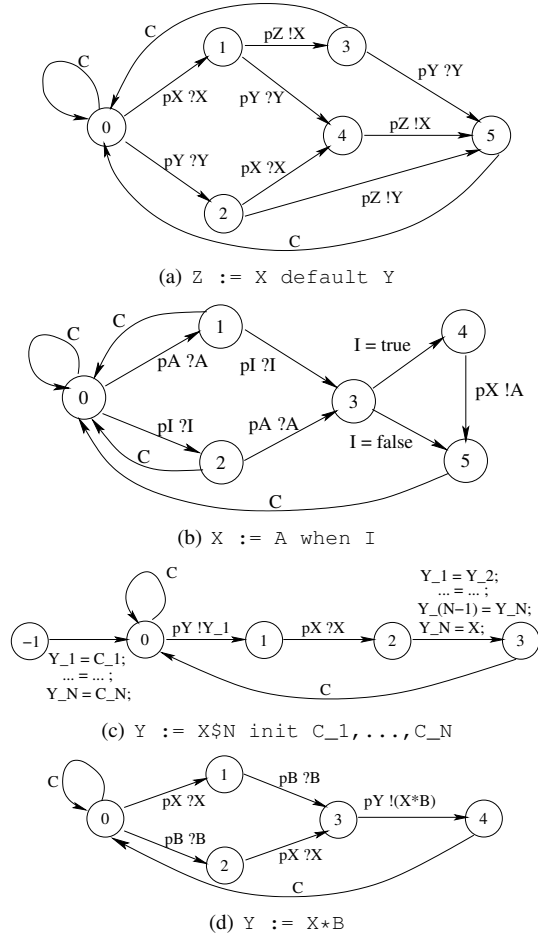 C
C
1
pZ !X
3
pX ?X
pY ?Y
pY ?Y
0
4
pZ !X
5
pY ?Y
pX ?X
2
pZ !Y
C
(a) Z := X default Y
C
C
1
4
I = true
0
pA ?A
pI ?I
3
pX !A
pI ?I
pA ?A
I = false
C
2
5
C
(b) X := A when I
C
Y_1 = Y_2;
... = ... ;
Y_(N−1) = Y_N;
Y_N = X;
−1
0
pY !Y_1
1
pX ?X
2
3
Y_1 = C_1;
... = ... ;
Y_N = C_N;
C
(c) Y := X$N init C_1,...,C_N
C
1
pB ?B
pX ?X
0
3
pY !(X*B)
4
pB ?B
pX ?X
2
C
(d) Y := X*B